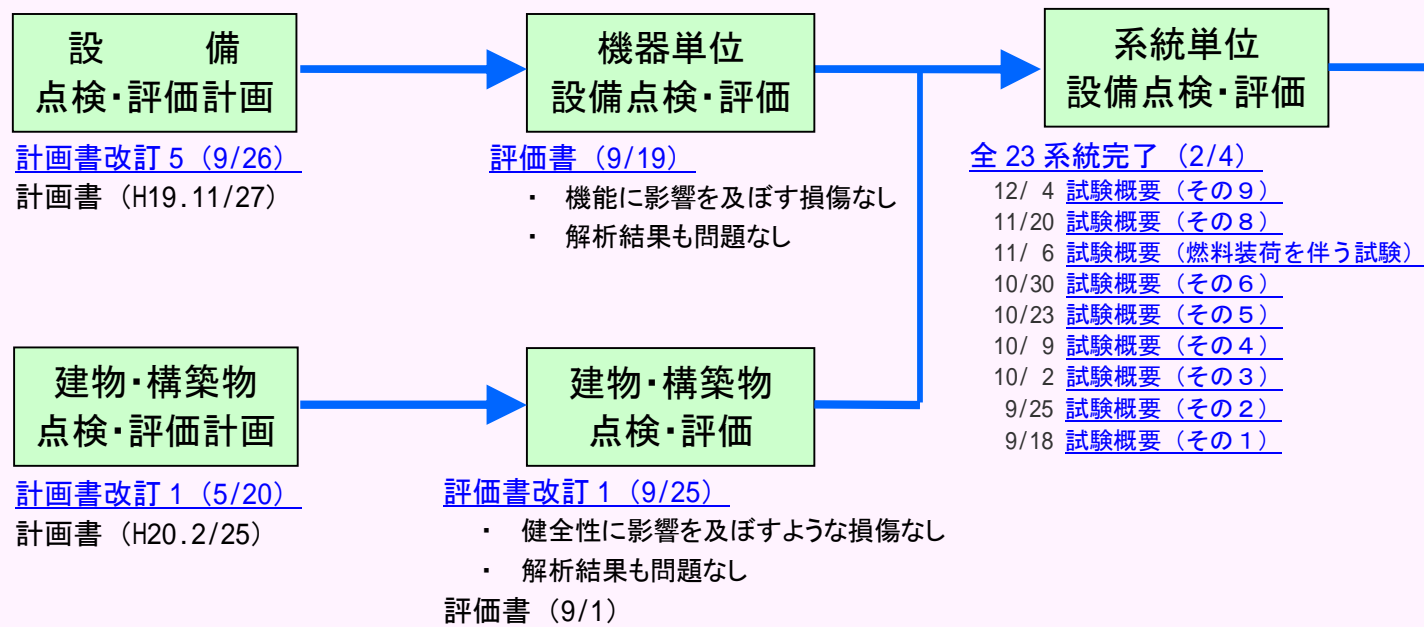 設　　備
点検・評価計画
計画書改訂５（9/26）
計画書（H19.11/27）
機器単位
設備点検・評価
評価書（9/19）
・ 機能に影響を及ぼす損傷なし
・ 解析結果も問題なし
系統単位
設備点検・評価
全 23 系統完了（2/4）
12/ 4 試験概要（その９）
11/20 試験概要（その８）
11/ 6 試験概要（燃料装荷を伴う試験）
10/30 試験概要（その６）
10/23 試験概要（その５）
10/ 9 試験概要（その４）
10/ 2 試験概要（その３）
9/25 試験概要（その２）
9/18 試験概要（その１）
建物・構築物
点検・評価計画
計画書改訂１（5/20）
計画書（H20.2/25）
建物・構築物
点検・評価
評価書改訂１（9/25）
・ 健全性に影響を及ぼすような損傷なし
・ 解析結果も問題なし
評価書（9/1）